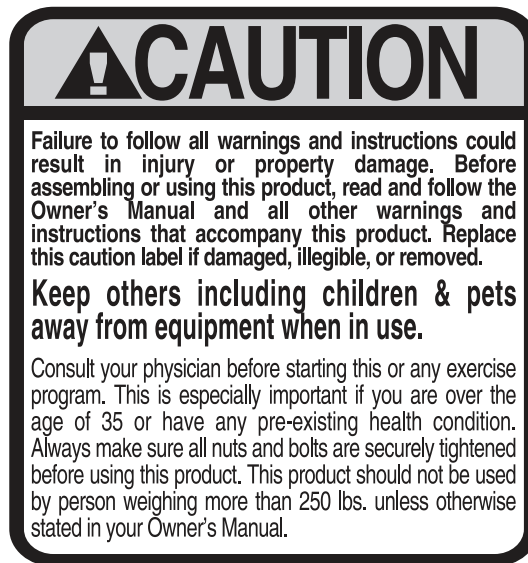 CAUTION
Failure to follow all warnings and instructions could
result in injury or property damage. Before
assembling or using this product, read and follow the
Owner's Manual and all other warnings and
instructions that accompany this product. Replace
this caution label if damaged, illegible, or removed.
Keep others including children & pets
away from equipment when in use.
Consult your physician before starting this or any exercise
program. This is especially important if you are over the
age of 35 or have any pre-existing health condition.
Always make sure all nuts and bolts are securely tightened
before using this product. This product should not be used
by person weighing more than 250 lbs. unless otherwise
stated in your Owner's Manual.